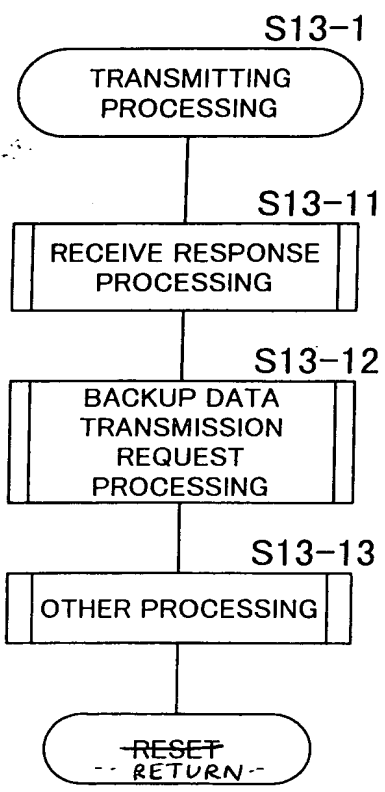 S13-1
TRANSMITTING
PROCESSING
S13-11
RECEIVE RESPONSE
PROCESSING
S13-12
BACKUP DATA
TRANSMISSION
REQUEST
PROCESSING
S13-13
OTHER PROCESSING
RESET
RETURN